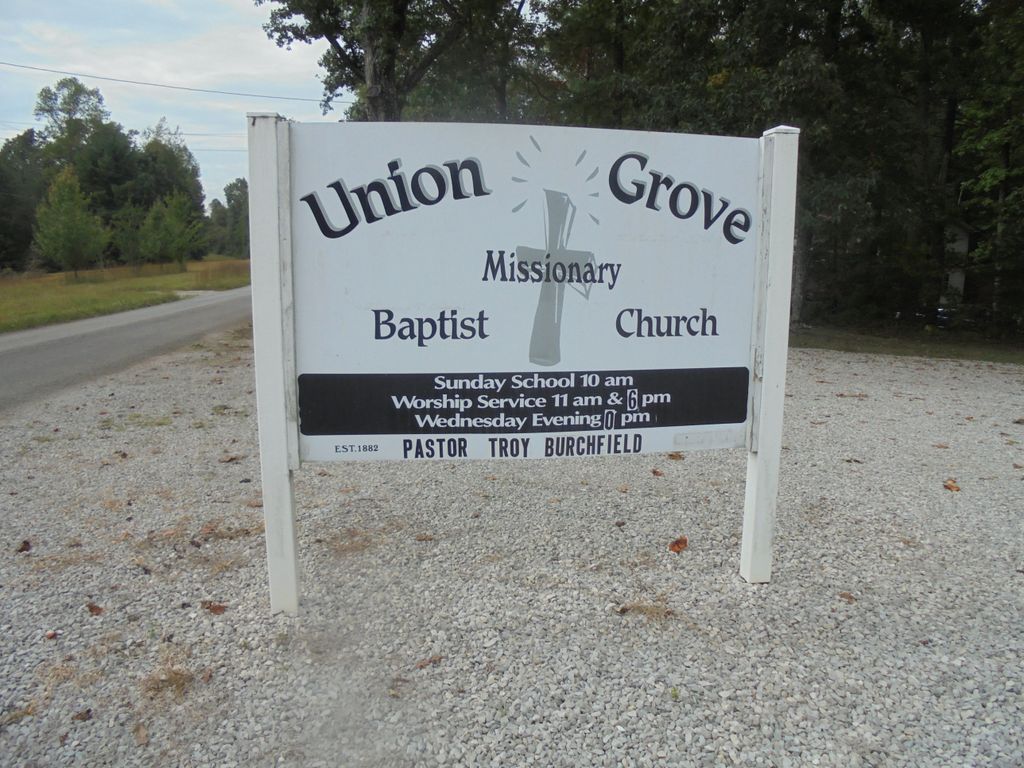 Union Grove
Missionary
Baptist Church
Sunday School 10 am
Worship Service 11 am & 6 pm
Wednesday Evening 0 pm
EST. 1882 PASTOR TROY BURCHFIELD